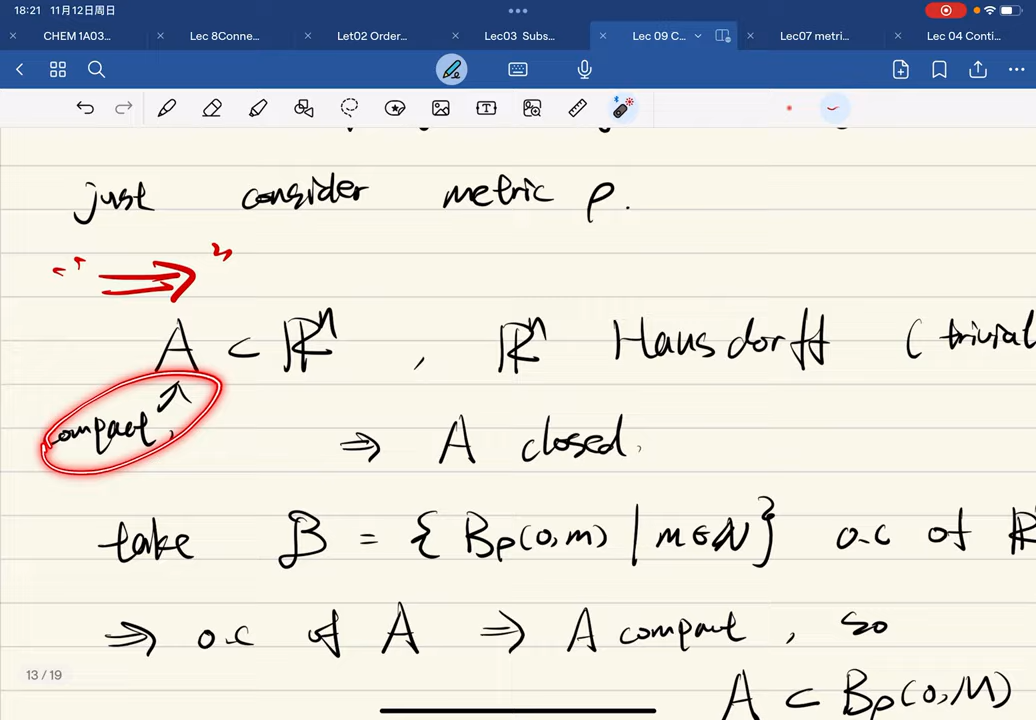 18:21 11月12日周日
CHEM 1A03... Lec 8Conne... Let02 Order... Lec03 Subs... Lec 09 C... Lec07 metri... Lec 04 Conti...
just consider metric ρ.
" ⇒ "
A ⊂ ℝⁿ , ℝⁿ Hausdorff (trivial
compact, ⇒ A closed.
take B = { Bρ(0,m) | m∈N } o.c of ℝ
⇒ o.c of A ⇒ A compact, so
13 / 19
A ⊂ Bρ(0,M)